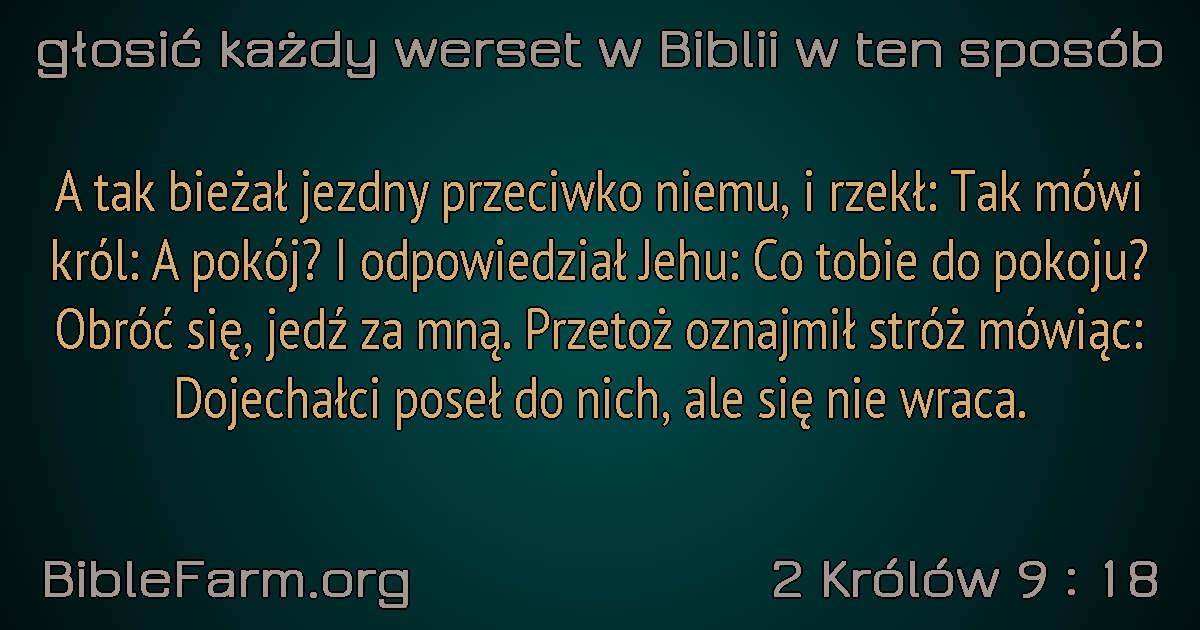 głosić każdy werset w Biblii w ten sposób
A tak bieżał jezdny przeciwko niemu, i rzekł: Tak mówi
król: A pokój? I odpowiedział Jehu: Co tobie do pokoju?
Obróć się, jedź za mną. Przetoż oznajmił stróż mówiąc:
Dojechałci poseł do nich, ale się nie wraca.
BibleFarm.org
2 Królów 9 : 18